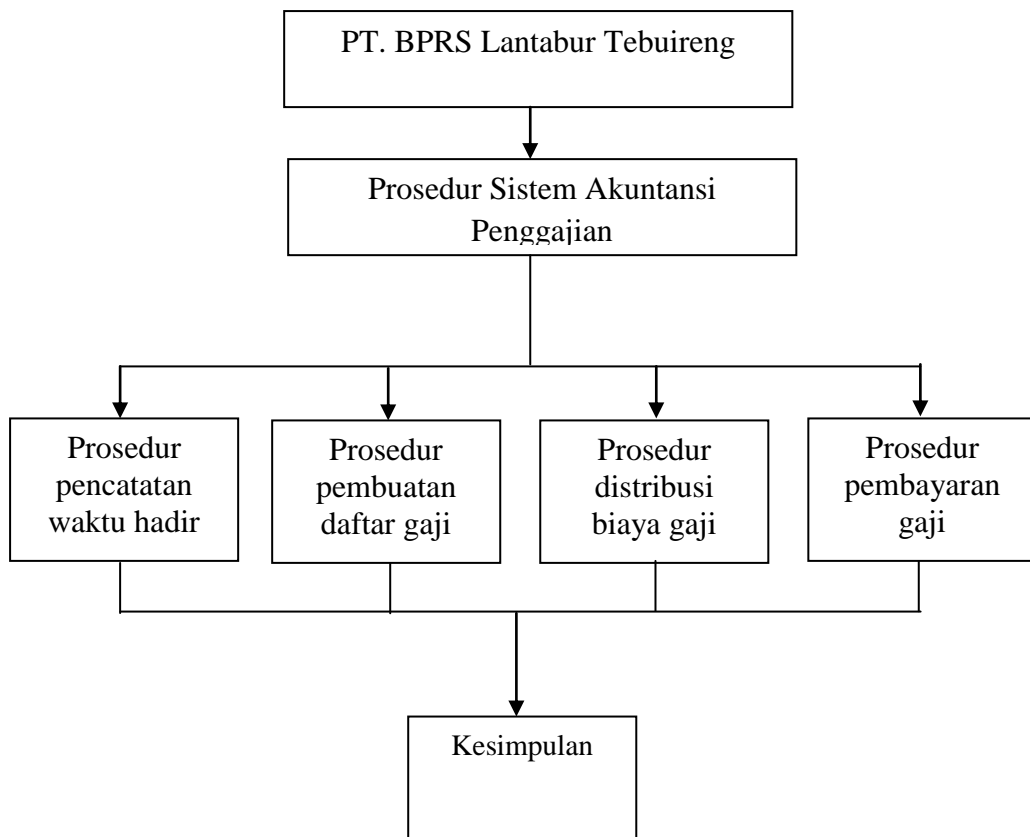 PT. BPRS Lantabur Tebuireng
Prosedur Sistem Akuntansi
Penggajian
Prosedur
pencatatan
waktu hadir
Prosedur
pembuatan
daftar gaji
Prosedur
distribusi
biaya gaji
Prosedur
pembayaran
gaji
Kesimpulan